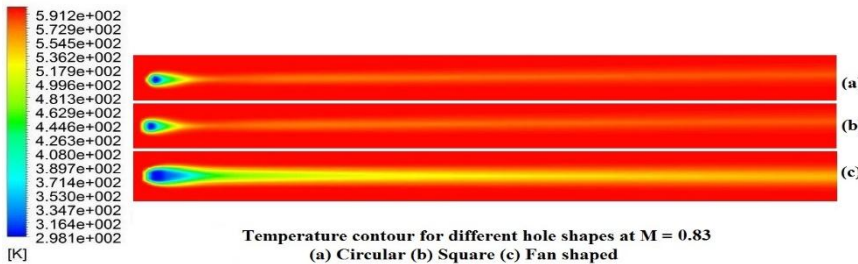 5.912e+002
5.729e+002
5.545e+002
5.362e+002
5.179e+002
4.996e+002
4.813e+002
4.629e+002
4.446e+002
4.263e+002
4.080e+002
3.897e+002
3.714e+002
3.530e+002
3.347e+002
3.164e+002
2.981e+002
[K]
(a)
(b)
(c)
Temperature contour for different hole shapes at M = 0.83
(a) Circular (b) Square (c) Fan shaped